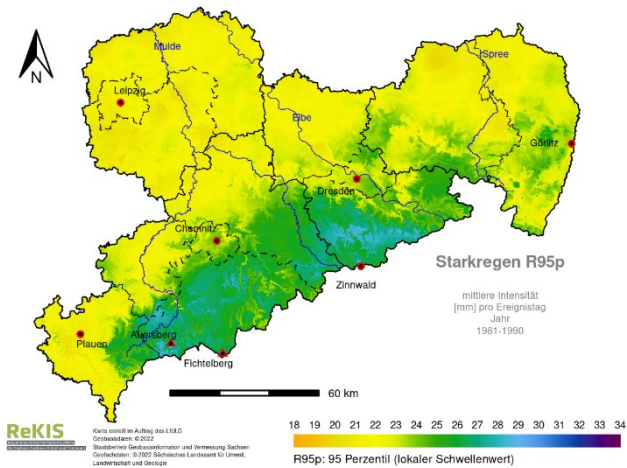 Mulde
Spree
Leipzig
Elbe
Görlitz
Dresden
Chemnitz
Starkregen R95p
Zinnwald
mittlere Intensität
[mm] pro Ereignistag
Jahr
1981-1990
Auersberg
Plauen
Fichtelberg
N
60 km
ReKIS
Karte erstellt im Auftrag des LfULG
Geobasisdaten: © 2022
Staatsbetrieb Geobasisinformation und Vermessung Sachsen
Geofachdaten: © 2022 Sächsisches Landesamt für Umwelt,
Landwirtschaft und Geologie
18 19 20 21 22 23 24 25 26 27 28 29 30 31 32 33 34
R95p: 95 Perzentil (lokaler Schwellenwert)